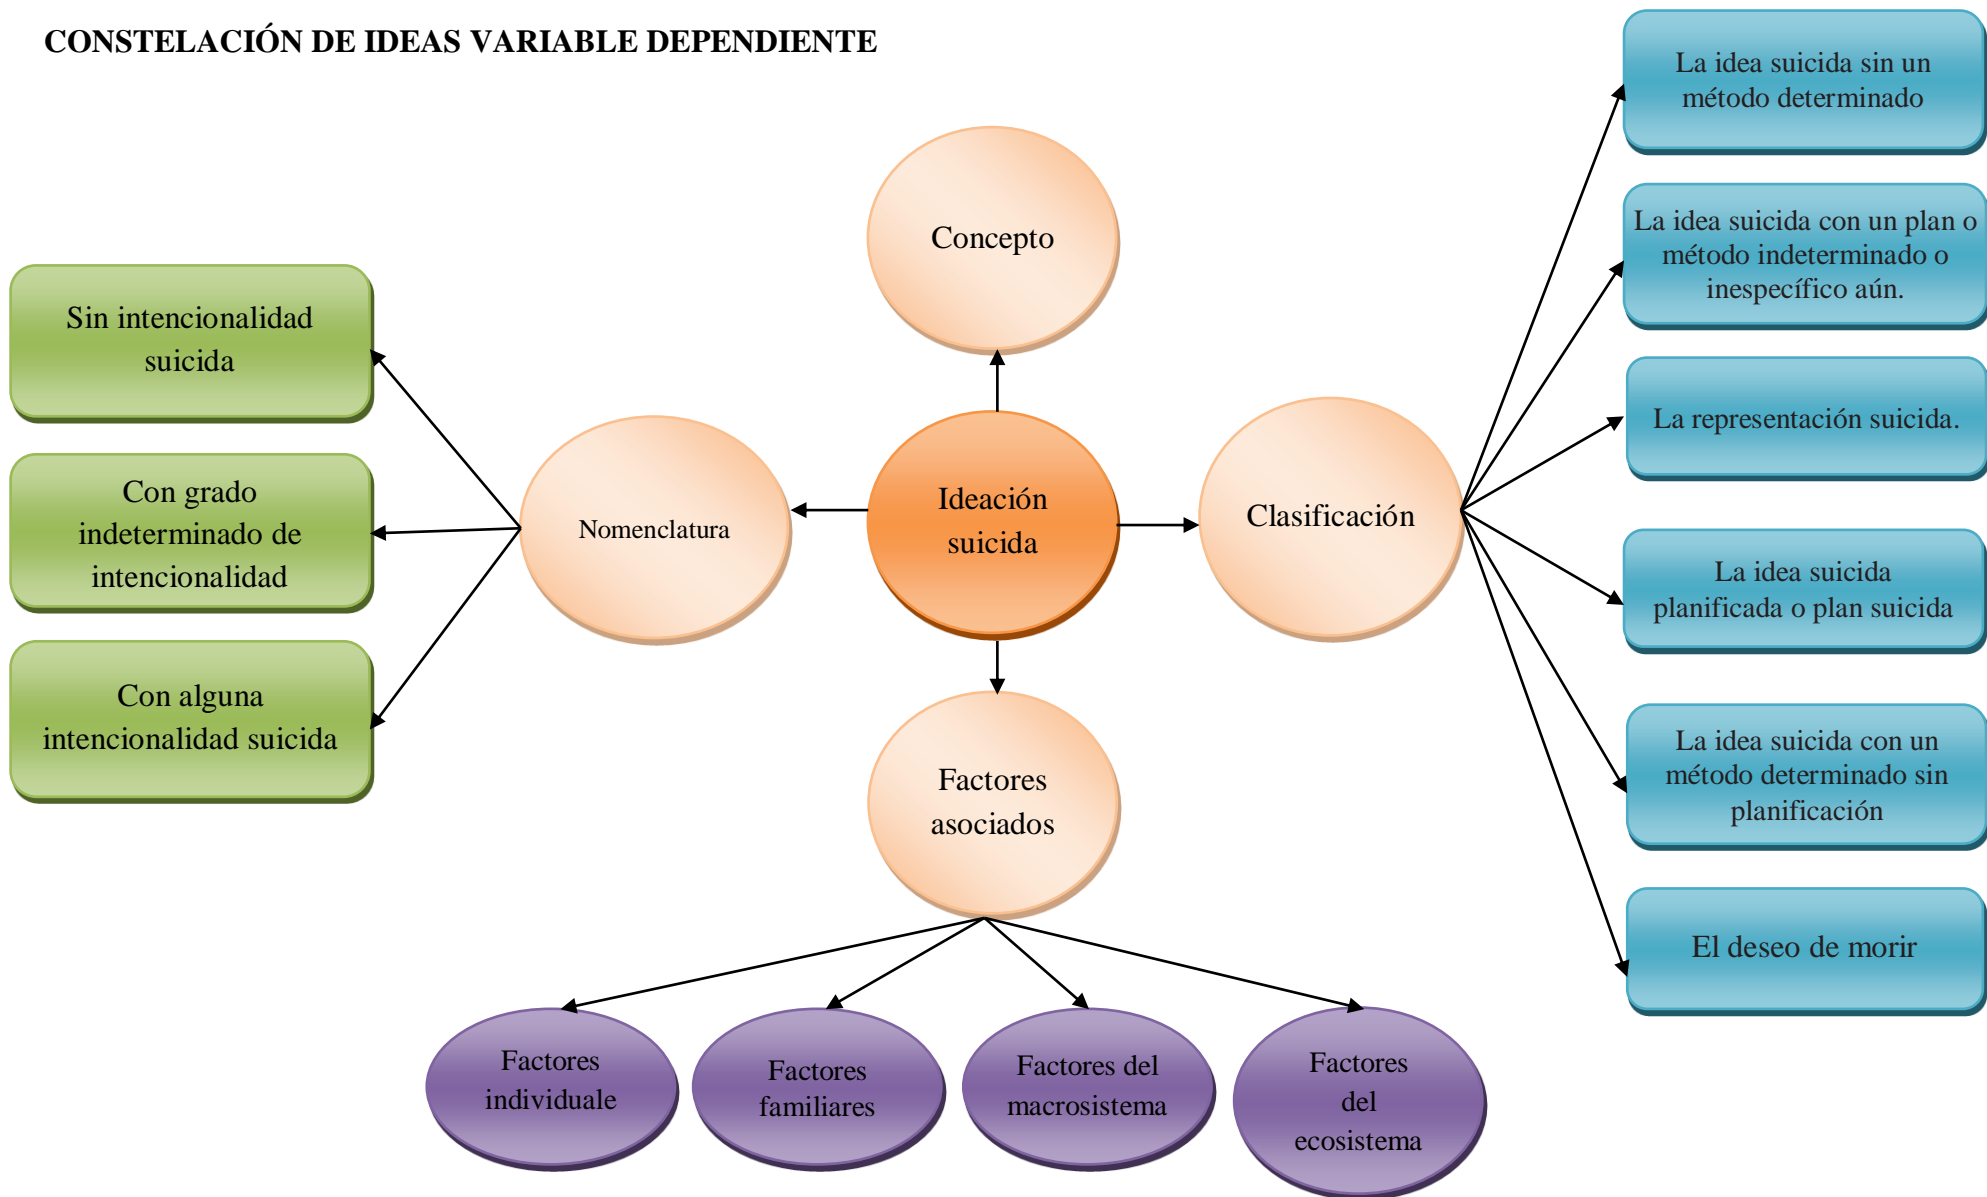 CONSTELACIÓN DE IDEAS VARIABLE DEPENDIENTE
Concepto
Ideación
suicida
Nomenclatura
Sin intencionalidad
suicida
Con grado
indeterminado de
intencionalidad
Con alguna
intencionalidad suicida
Clasificación
La idea suicida sin un
método determinado
La idea suicida con un plan o
método indeterminado o
inespecífico aún.
La representación suicida.
La idea suicida
planificada o plan suicida
La idea suicida con un
método determinado sin
planificación
El deseo de morir
Factores
asociados
Factores
individuale
Factores
familiares
Factores del
macrosistema
Factores
del
ecosistema